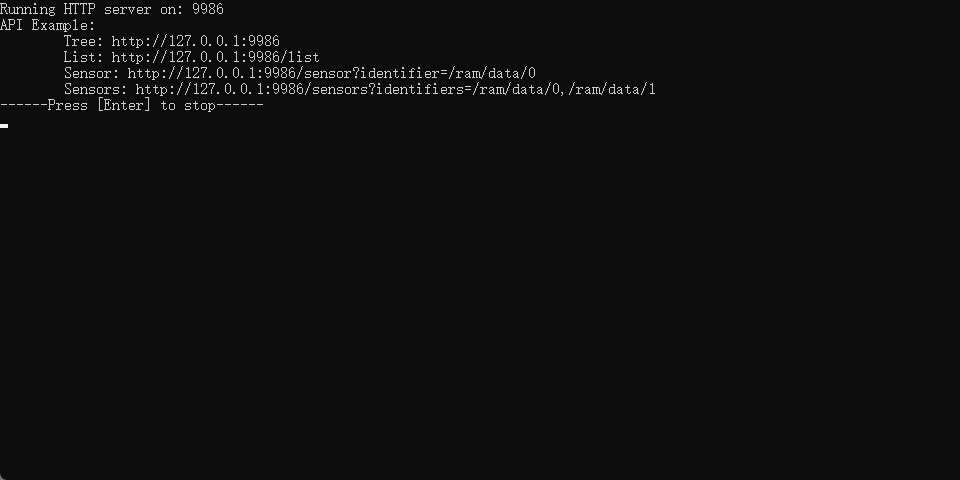 Running HTTP server on: 9986
API Example:
Tree: http://127.0.0.1:9986
List: http://127.0.0.1:9986/list
Sensor: http://127.0.0.1:9986/sensor?identifier=/ram/data/0
Sensors: http://127.0.0.1:9986/sensors?identifiers=/ram/data/0,/ram/data/1
------Press [Enter] to stop------